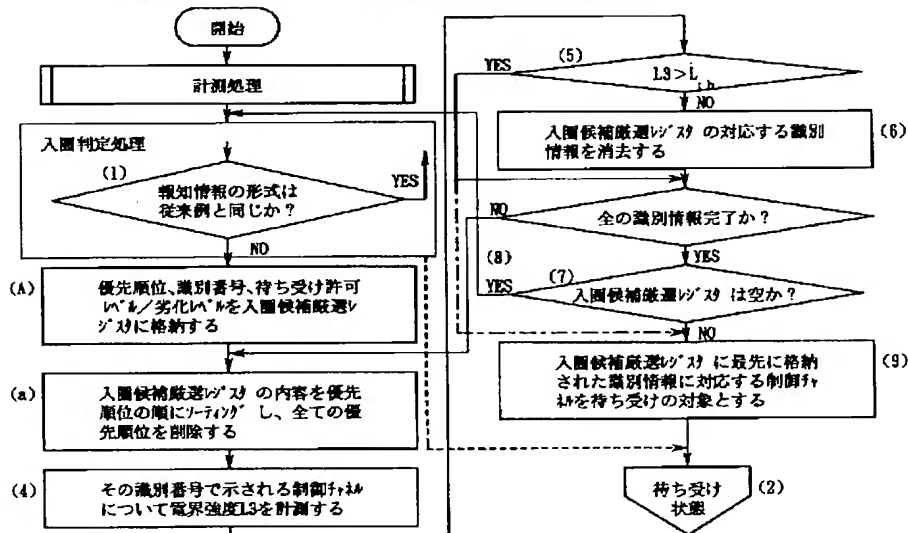 開始
計測処理
入圏判定処理
(1)
報知情報の形式は
従来例と同じか?
YES
NO
(A)
優先順位、識別番号、待ち受け許可
レベル/劣化レベルを入圏候補厳選レ
ジスタに格納する
(a)
入圏候補厳選レジスタ の内容を優先
順位の順にソーティング し、全ての優
先順位を削除する
(4)
その識別番号で示される制御チャネル
について電界強度L3を計測する
(5)
YES
L3>L th
NO
入圏候補厳選レジスタ の対応する識別
情報を消去する
(6)
NO
全の識別情報完了か?
YES
(8)
YES
(7)
入圏候補厳選レジスタ は空か?
NO
入圏候補厳選レジスタ に最先に格納
された識別情報に対応する制御チャ
ネルを待ち受けの対象とする
(9)
待ち受け
状態
(2)